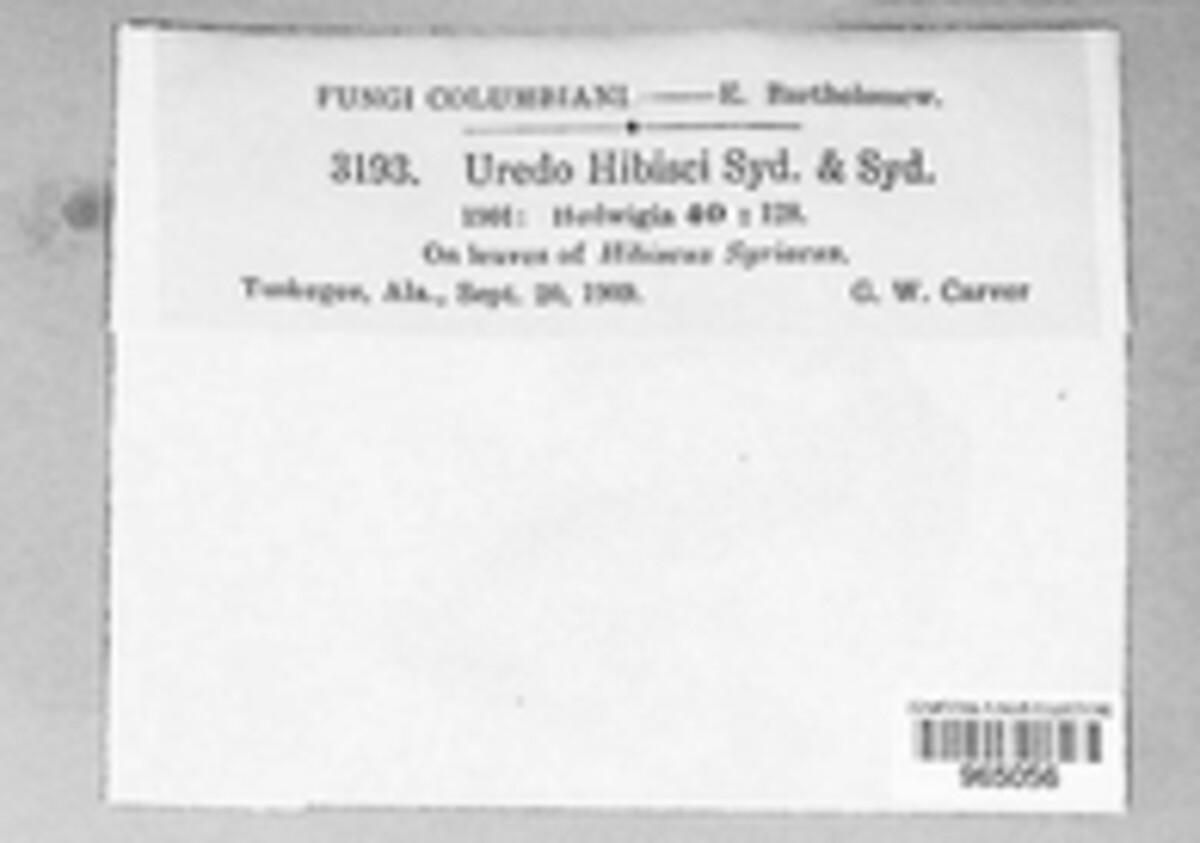 FUNGI COLUMBIANI — E. Bartholomew.
3193. Uredo Hibisci Syd. & Syd.
1901: Hedwigia 40 : 128.
On leaves of Hibiscus Syriacus.
Tuskegee, Ala., Sept. 20, 1909. G. W. Carver
965056